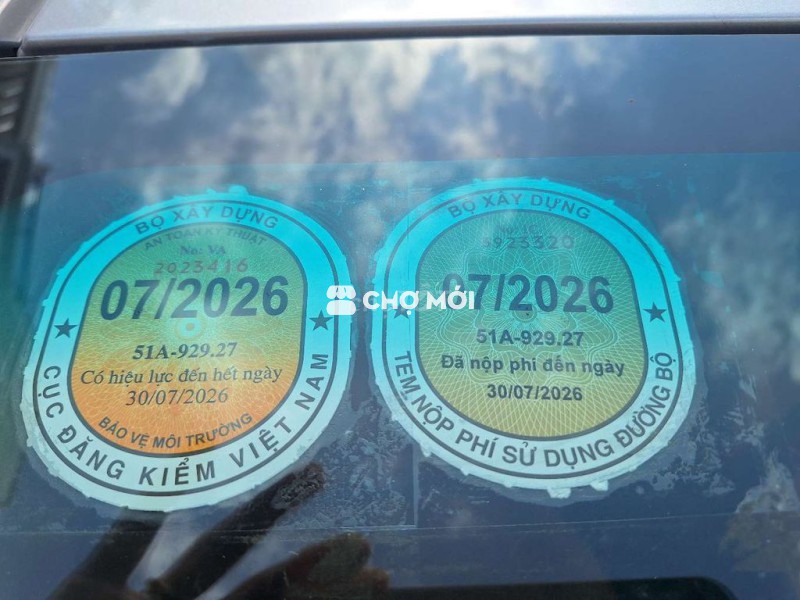 BỘ XÂY DỰNG
AN TOÀN KỸ THUẬT
No: VA
2023416
07/2026
51A-929.27
Có hiệu lực đến hết ngày
30/07/2026
BẢO VỆ MÔI TRƯỜNG
CỤC ĐĂNG KIỂM VIỆT NAM
CHỢ MỚI
BỘ XÂY DỰNG
5923320
07/2026
51A-929.27
Đã nộp phí đến ngày
30/07/2026
TEM NỘP PHÍ SỬ DỤNG ĐƯỜNG BỘ